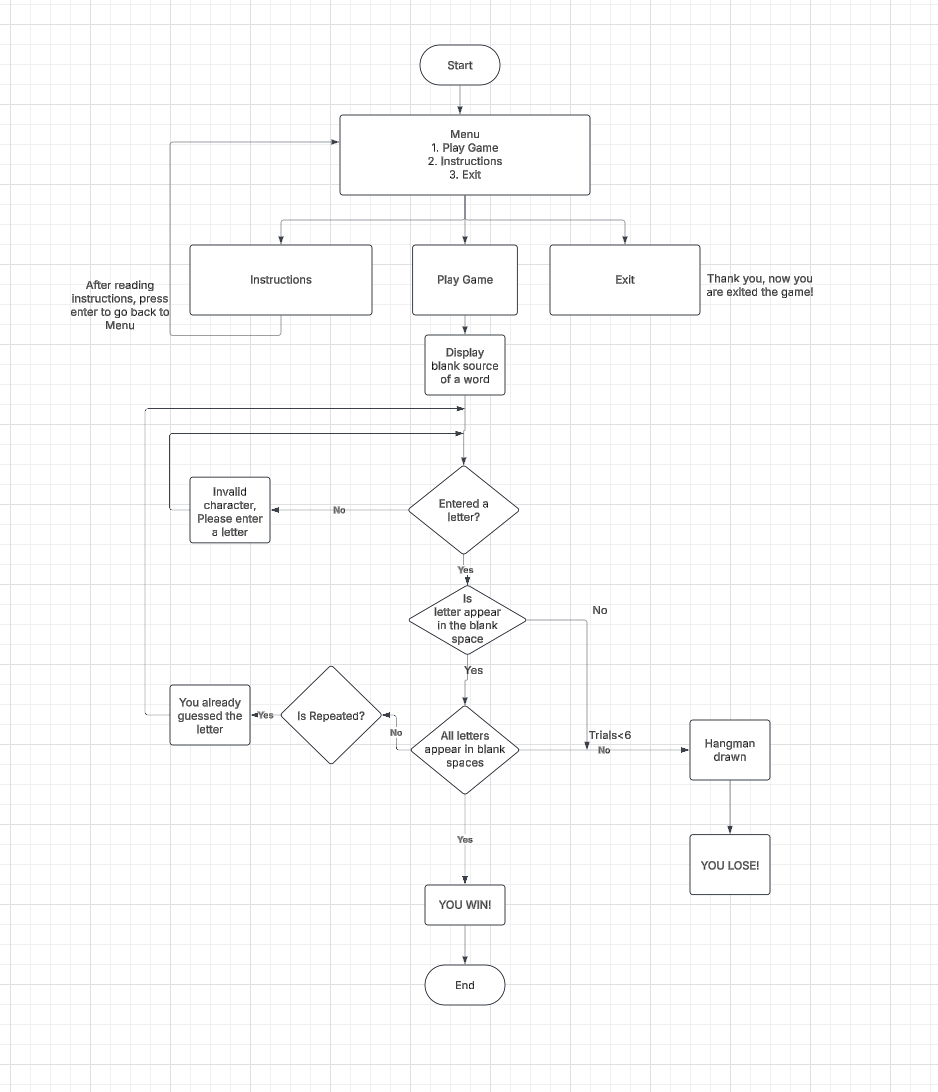 Start
Menu
1. Play Game
2. Instructions
3. Exit
Instructions
Play Game
Exit
Thank you, now you
are exited the game!
After reading
instructions, press
enter to go back to
Menu
Display
blank source
of a word
Invalid
character,
Please enter
a letter
No
Entered a
letter?
Yes
Is
letter appear
in the blank
space
No
Yes
You already
guessed the
letter
Yes
Is Repeated?
No
All letters
appear in blank
spaces
Trials<6
No
Hangman
drawn
Yes
YOU LOSE!
YOU WIN!
End